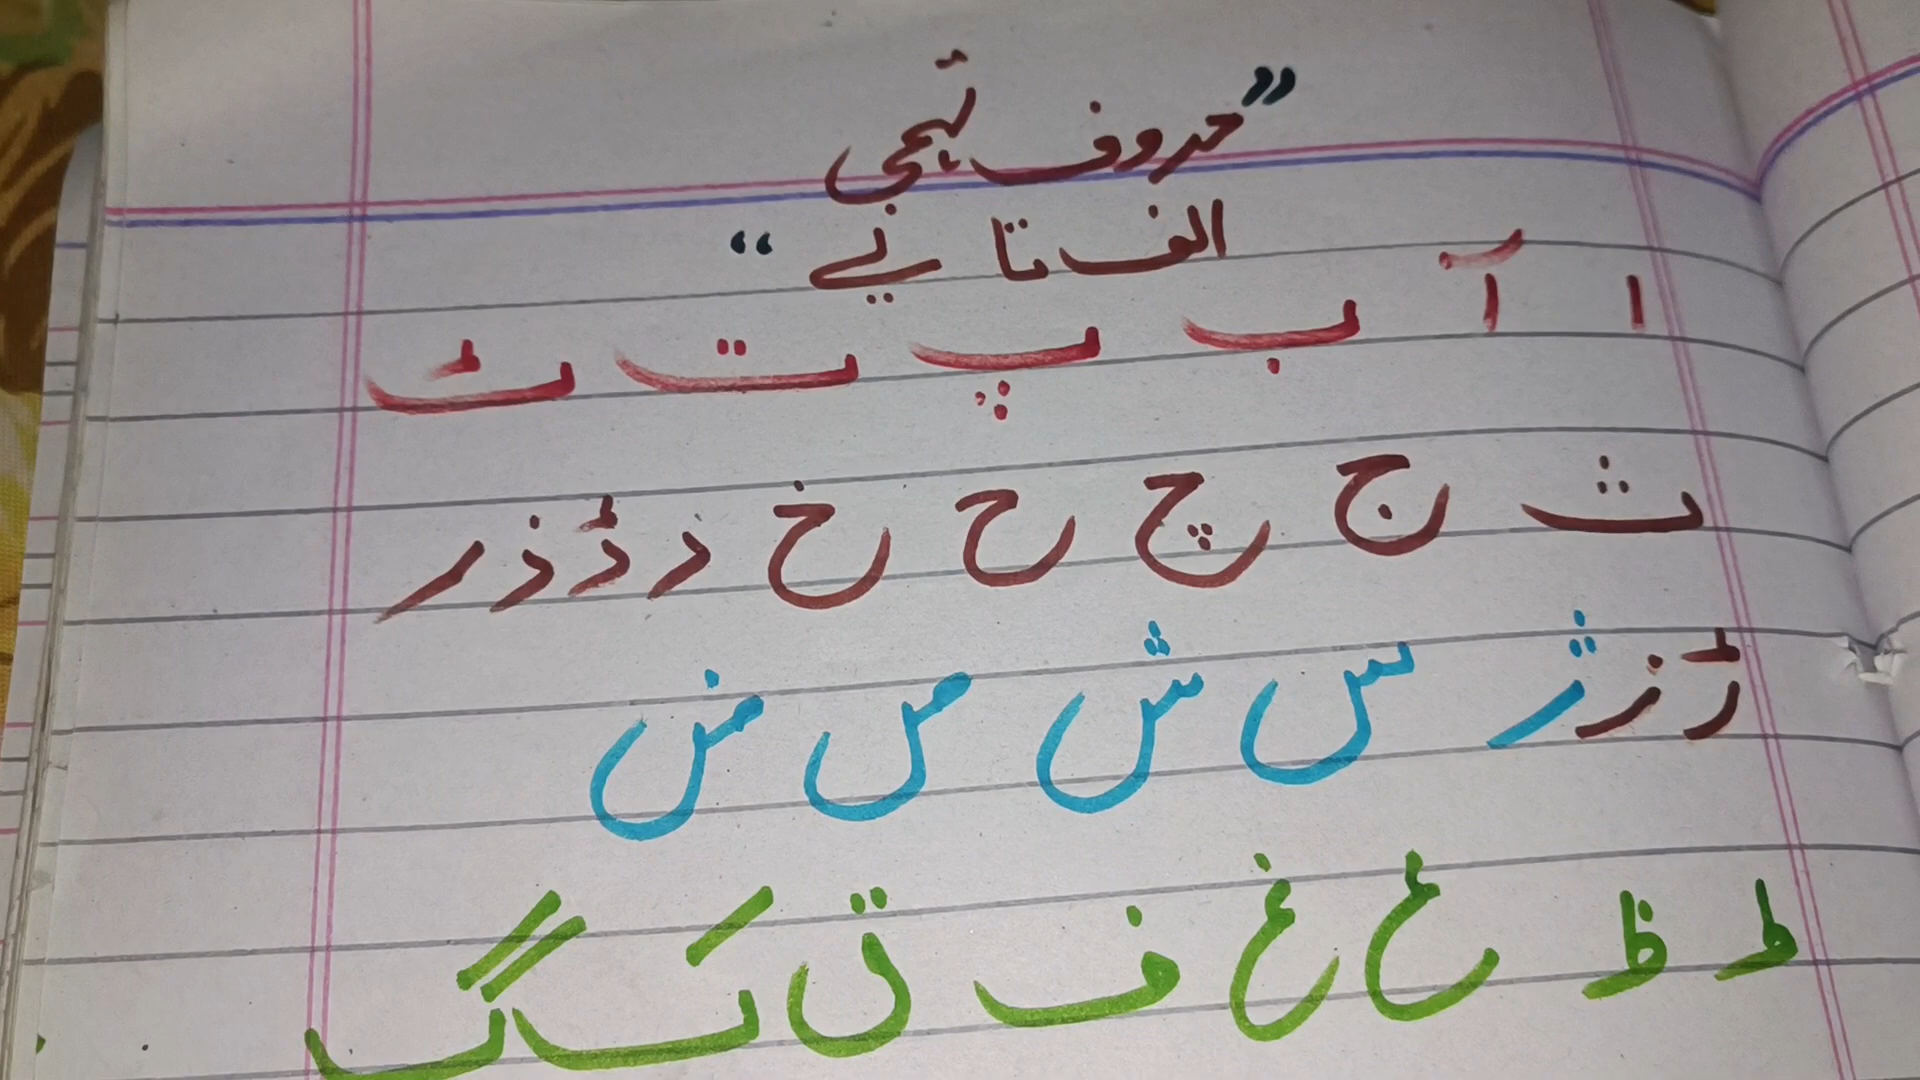 ”حروف تہجی
الف تا یے“
ا آ ب پ ت ٹ
ث ج چ ح خ د ڈ ذ ر
ڑ ز ژ س ش ص ض
ط ظ ع غ ف ق ک گ